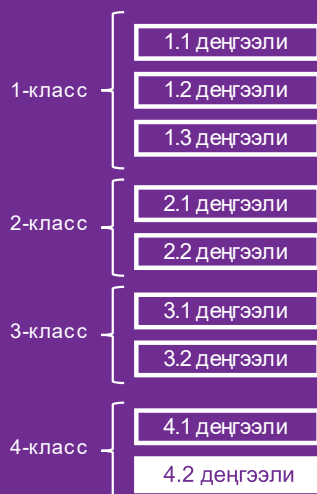 1-класс
1.1 деңгээли
1.2 деңгээли
1.3 деңгээли
2-класс
2.1 деңгээли
2.2 деңгээли
3-класс
3.1 деңгээли
3.2 деңгээли
4-класс
4.1 деңгээли
4.2 деңгээли